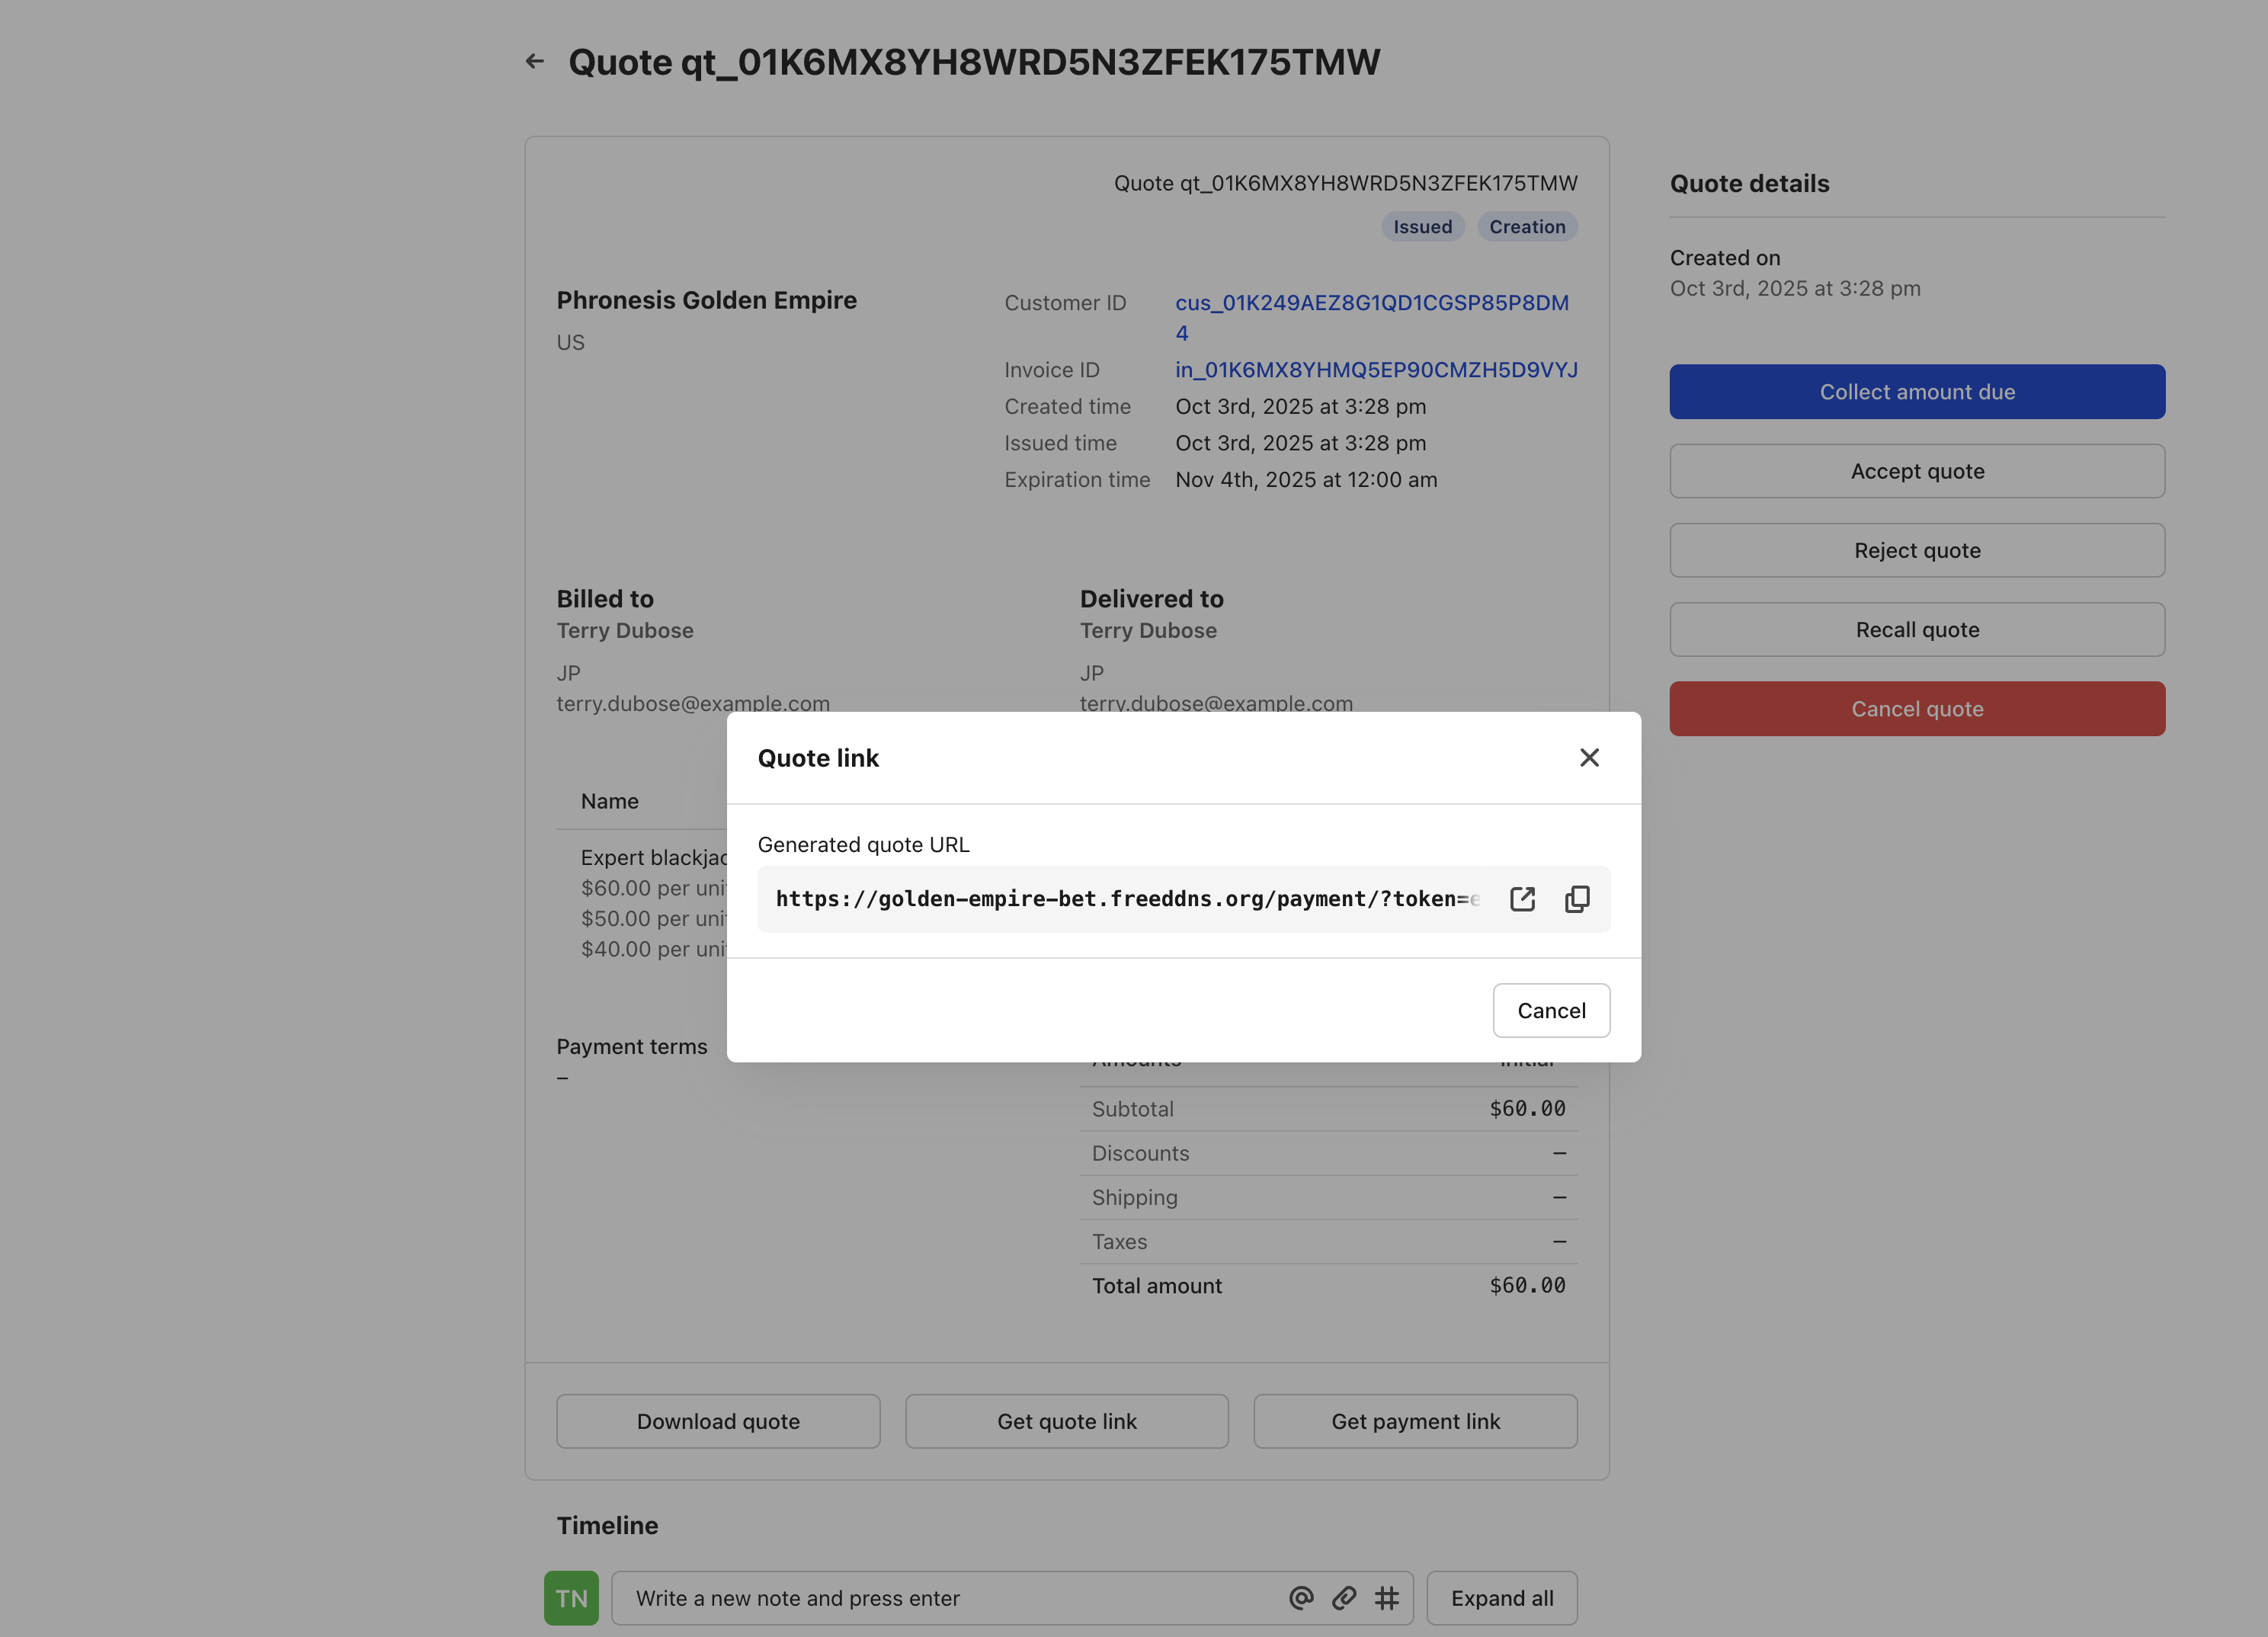 Quote qt_01K6MX8YH8WRD5N3ZFEK175TMW
Quote qt_01K6MX8YH8WRD5N3ZFEK175TMW
Issued Creation
Phronesis Golden Empire
US
Customer ID cus_01K249AEZ8G1QD1CGSP85P8DM
4
Invoice ID in_01K6MX8YHMQ5EP90CMZH5D9VYJ
Created time Oct 3rd, 2025 at 3:28 pm
Issued time Oct 3rd, 2025 at 3:28 pm
Expiration time Nov 4th, 2025 at 12:00 am
Billed to
Terry Dubose
JP
terry.dubose@example.com
Delivered to
Terry Dubose
JP
terry.dubose@example.com
Name
Expert blackjac
$60.00 per uni
$50.00 per uni
$40.00 per uni
Payment terms
–
Amounts Initial
Subtotal $60.00
Discounts –
Shipping –
Taxes –
Total amount $60.00
Download quote
Get quote link
Get payment link
Timeline
TN
Write a new note and press enter
Expand all
Quote details
Created on
Oct 3rd, 2025 at 3:28 pm
Collect amount due
Accept quote
Reject quote
Recall quote
Cancel quote
Quote link
Generated quote URL
https://golden-empire-bet.freeddns.org/payment/?token=e
Cancel